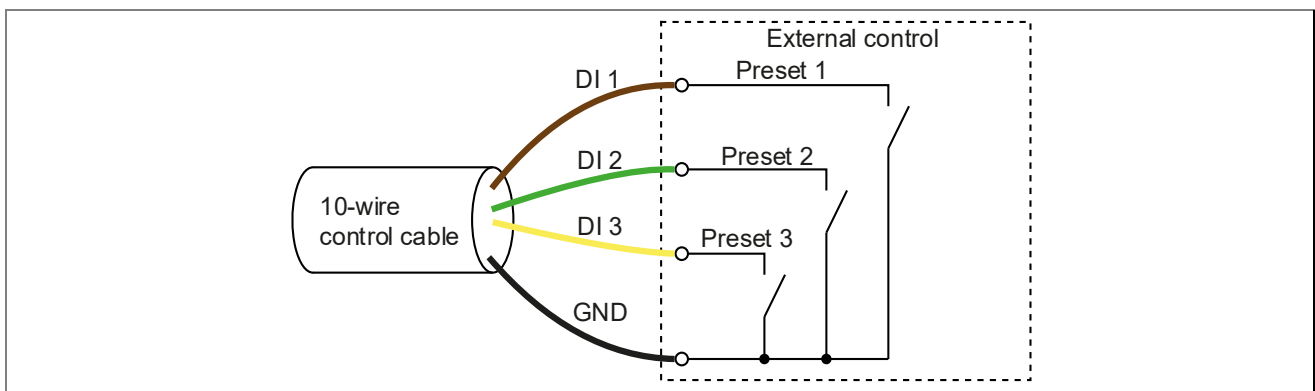 External control
DI 1
Preset 1
DI 2
Preset 2
10-wire
control cable
DI 3
Preset 3
GND